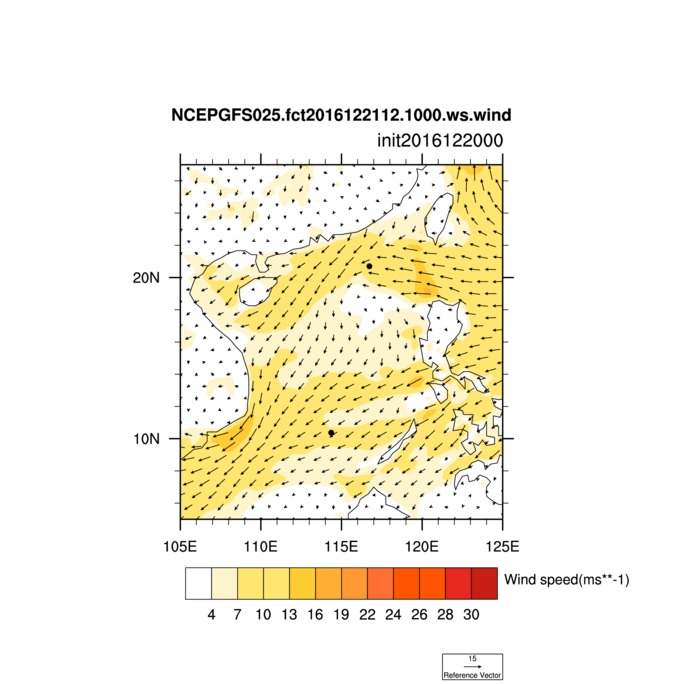 NCEPGFS025.fct2016122112.1000.ws.wind
init2016122000
20N
10N
105E 110E 115E 120E 125E
Wind speed(ms**-1)
4 7 10 13 16 19 22 24 26 28 30
15
Reference Vector